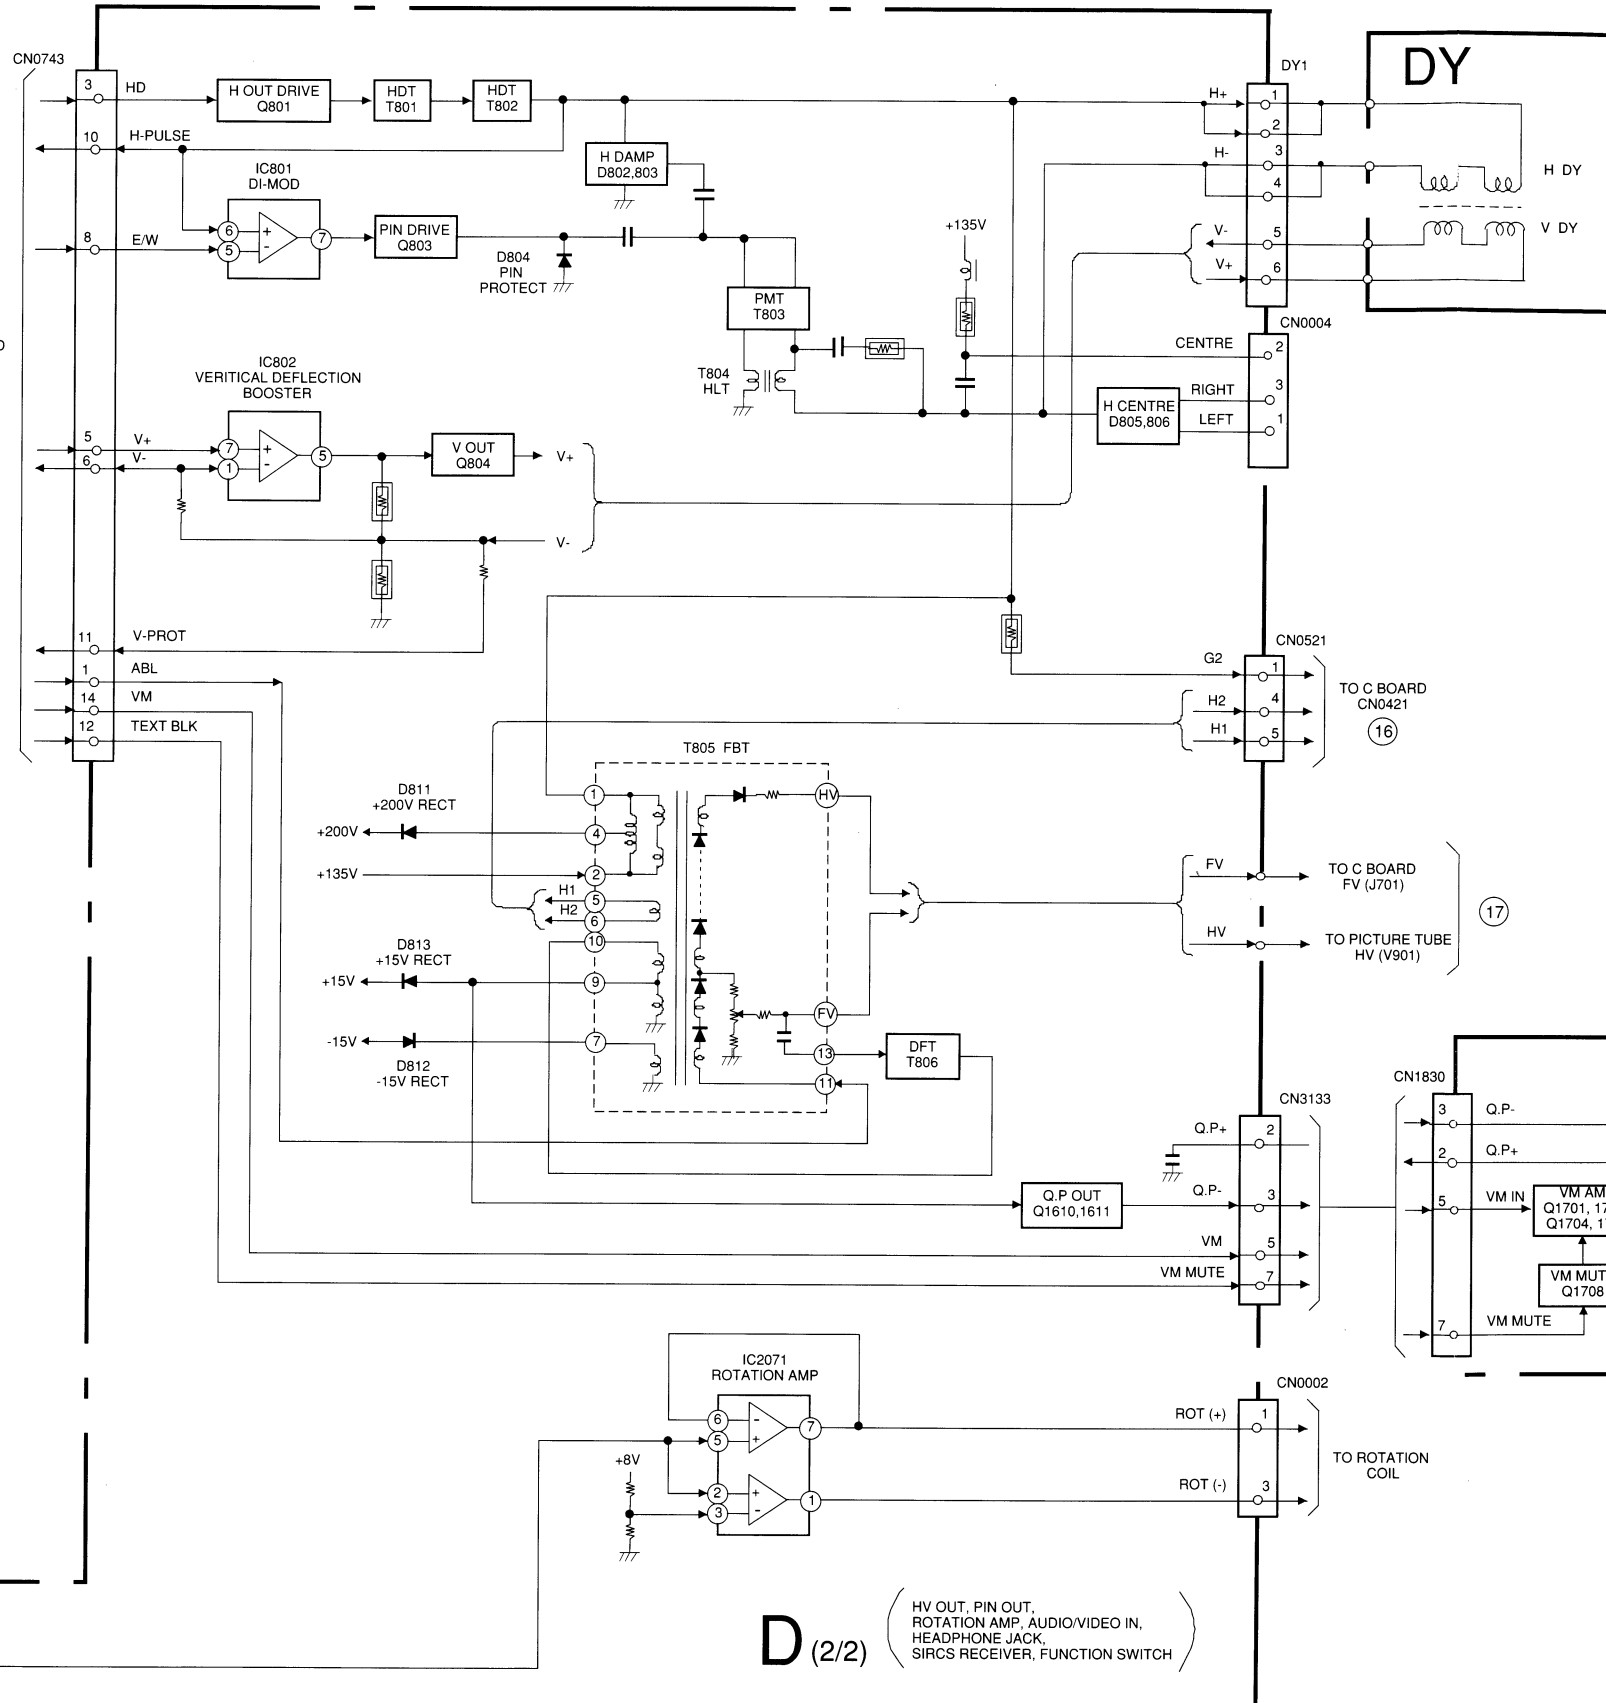 CN0743
3
HD
H OUT DRIVE
Q801
HDT
T801
HDT
T802
DY1
DY
H+
1
2
10
H-PULSE
H DAMP
D802,803
H-
3
4
H DY
IC801
DI-MOD
6
+
5
-
7
8
E/W
PIN DRIVE
Q803
D804
PIN
PROTECT
+135V
V-
5
V+
6
V DY
PMT
T803
CN0004
CENTRE
2
T804
HLT
H CENTRE
D805,806
RIGHT
3
LEFT
1
IC802
VERITICAL DEFLECTION
BOOSTER
5
V+
6
V-
7
+
1
-
5
V OUT
Q804
V+
V-
11
V-PROT
1
ABL
14
VM
12
TEXT BLK
CN0521
G2
1
H2
4
H1
5
TO C BOARD
CN0421
16
T805 FBT
D811
+200V RECT
+200V
+135V
1
4
2
H1
5
H2
6
10
HV
D813
+15V RECT
+15V
9
-15V
7
D812
-15V RECT
FV
13
11
DFT
T806
FV
TO C BOARD
FV (J701)
HV
TO PICTURE TUBE
HV (V901)
17
CN3133
Q.P+
2
Q.P OUT
Q1610,1611
Q.P-
3
VM
5
VM MUTE
7
CN1830
3
Q.P-
2
Q.P+
5
VM IN
VM AM
Q1701, 17
Q1704, 1
VM MUT
Q1708
7
VM MUTE
IC2071
ROTATION AMP
6
-
5
+
7
+8V
2
+
3
-
1
CN0002
ROT (+)
1
ROT (-)
3
TO ROTATION
COIL
D (2/2)
HV OUT, PIN OUT,
ROTATION AMP, AUDIO/VIDEO IN,
HEADPHONE JACK,
SIRCS RECEIVER, FUNCTION SWITCH